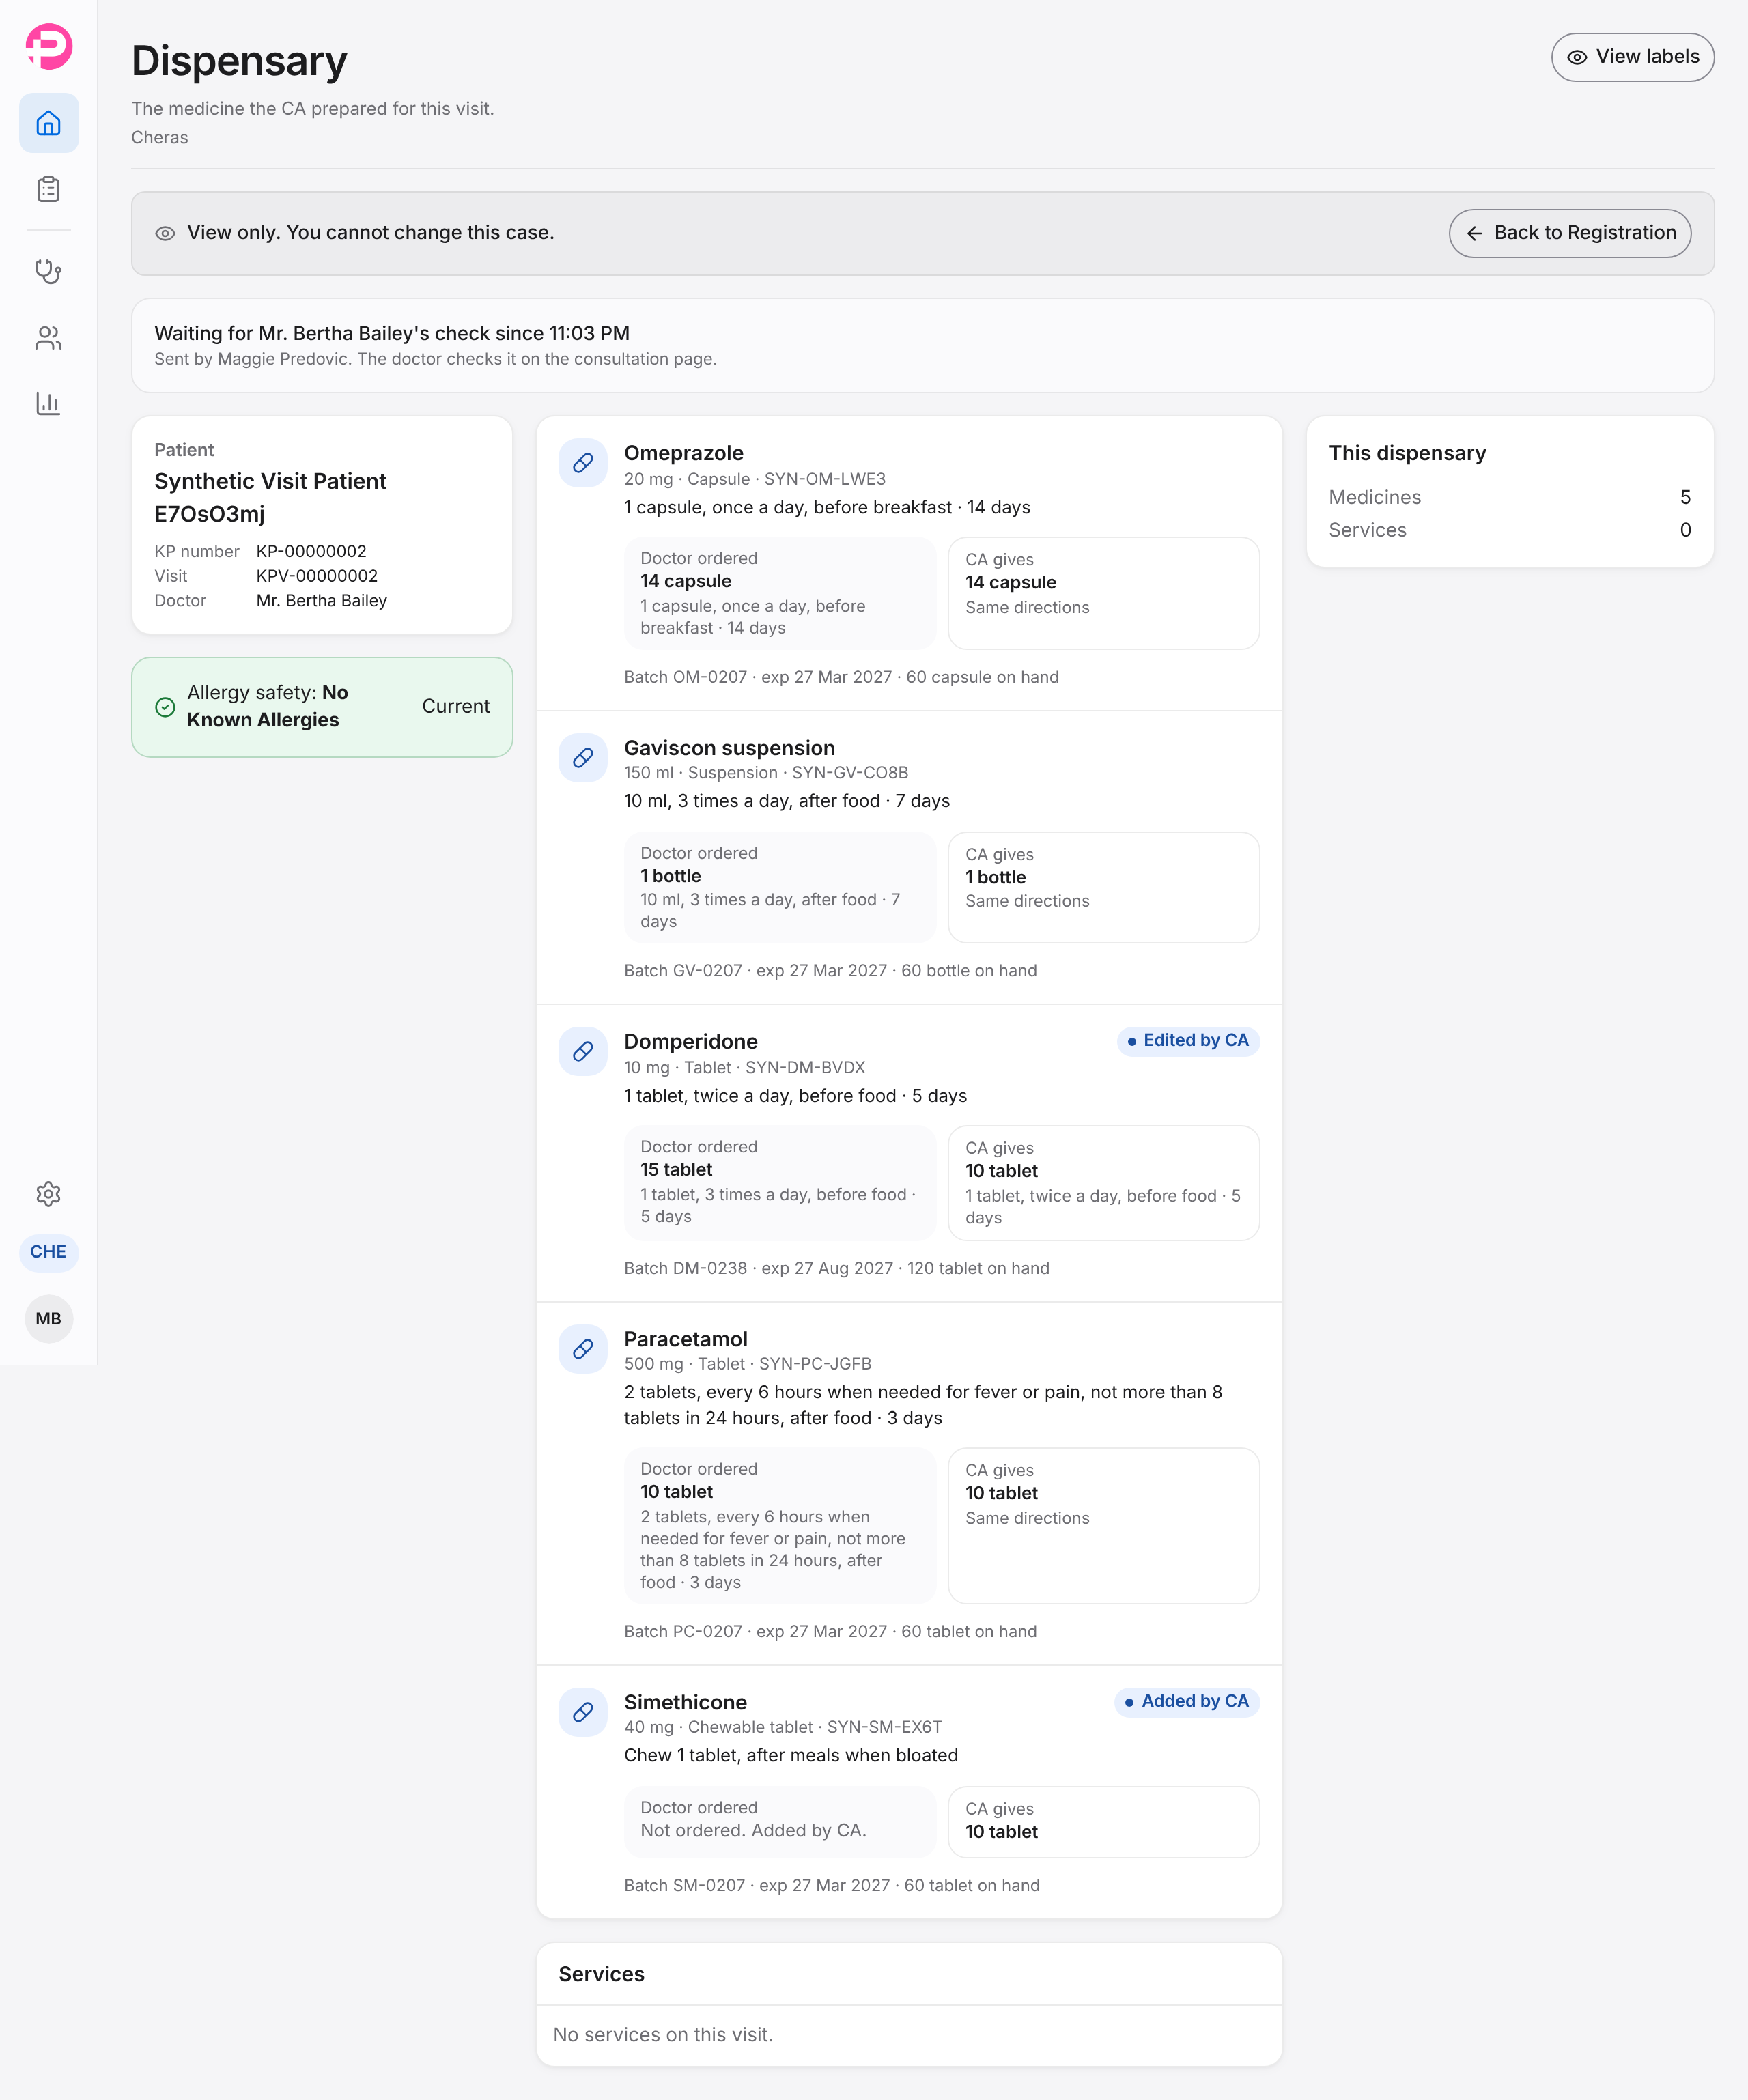 Dispensary
View labels
The medicine the CA prepared for this visit.
Cheras
View only. You cannot change this case.
Back to Registration
Waiting for Mr. Bertha Bailey's check since 11:03 PM
Sent by Maggie Predovic. The doctor checks it on the consultation page.
Patient
Synthetic Visit Patient
E7OsO3mj
KP number KP-00000002
Visit KPV-00000002
Doctor Mr. Bertha Bailey
Allergy safety: No
Known Allergies
Current
Omeprazole
20 mg · Capsule · SYN-OM-LWE3
1 capsule, once a day, before breakfast · 14 days
Doctor ordered
14 capsule
1 capsule, once a day, before
breakfast · 14 days
CA gives
14 capsule
Same directions
Batch OM-0207 · exp 27 Mar 2027 · 60 capsule on hand
Gaviscon suspension
150 ml · Suspension · SYN-GV-CO8B
10 ml, 3 times a day, after food · 7 days
Doctor ordered
1 bottle
10 ml, 3 times a day, after food · 7
days
CA gives
1 bottle
Same directions
Batch GV-0207 · exp 27 Mar 2027 · 60 bottle on hand
Domperidone
Edited by CA
10 mg · Tablet · SYN-DM-BVDX
1 tablet, twice a day, before food · 5 days
Doctor ordered
15 tablet
1 tablet, 3 times a day, before food ·
5 days
CA gives
10 tablet
1 tablet, twice a day, before food · 5
days
Batch DM-0238 · exp 27 Aug 2027 · 120 tablet on hand
Paracetamol
500 mg · Tablet · SYN-PC-JGFB
2 tablets, every 6 hours when needed for fever or pain, not more than 8
tablets in 24 hours, after food · 3 days
Doctor ordered
10 tablet
2 tablets, every 6 hours when
needed for fever or pain, not more
than 8 tablets in 24 hours, after
food · 3 days
CA gives
10 tablet
Same directions
Batch PC-0207 · exp 27 Mar 2027 · 60 tablet on hand
Simethicone
Added by CA
40 mg · Chewable tablet · SYN-SM-EX6T
Chew 1 tablet, after meals when bloated
Doctor ordered
Not ordered. Added by CA.
CA gives
10 tablet
Batch SM-0207 · exp 27 Mar 2027 · 60 tablet on hand
Services
No services on this visit.
This dispensary
Medicines 5
Services 0
CHE
MB